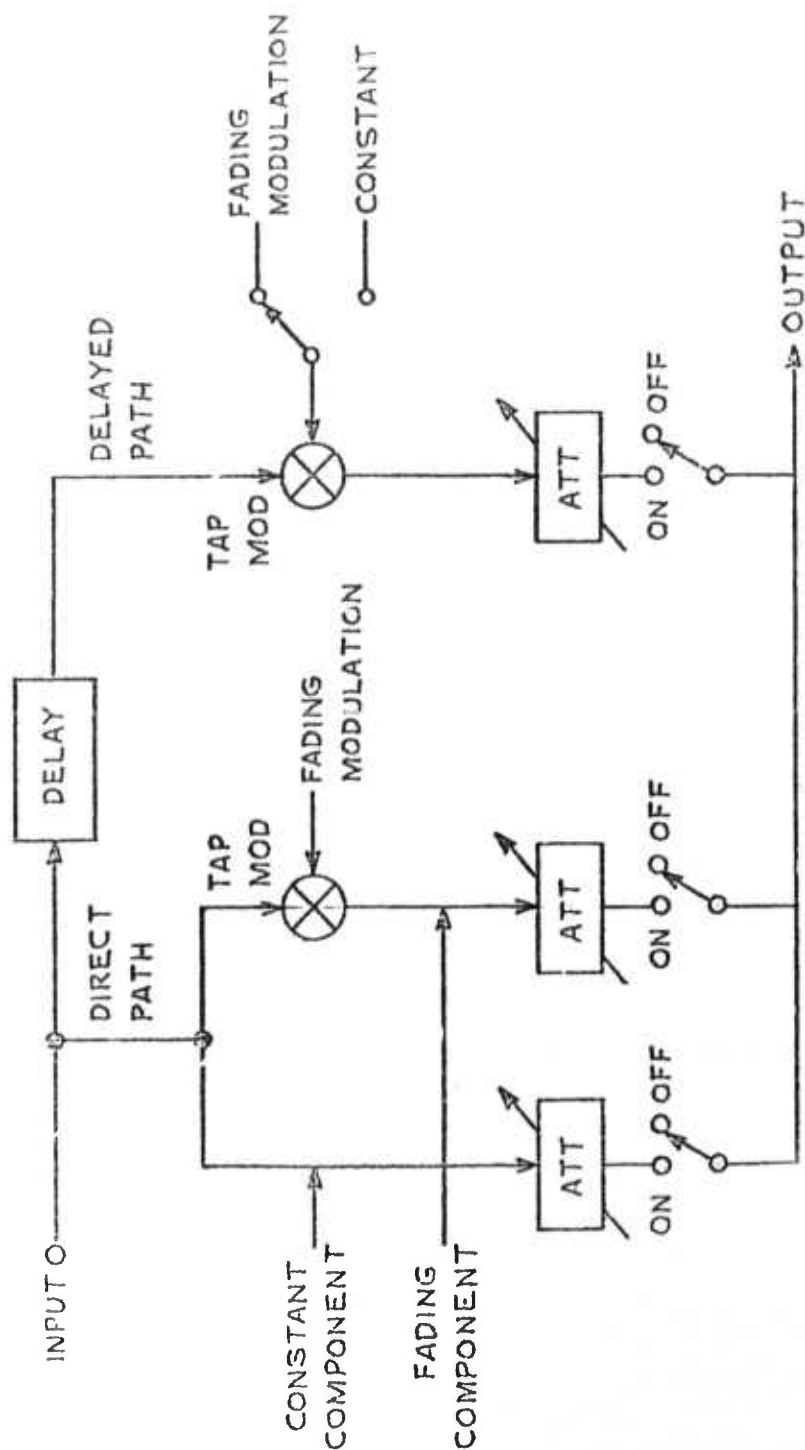 INPUT
DELAY
DIRECT
PATH
DELAYED
PATH
TAP
MOD
FADING
MODULATION
TAP
MOD
FADING
MODULATION
CONSTANT
CONSTANT
COMPONENT
FADING
COMPONENT
ATT
ON
OFF
ATT
ON
OFF
ATT
ON
OFF
OUTPUT